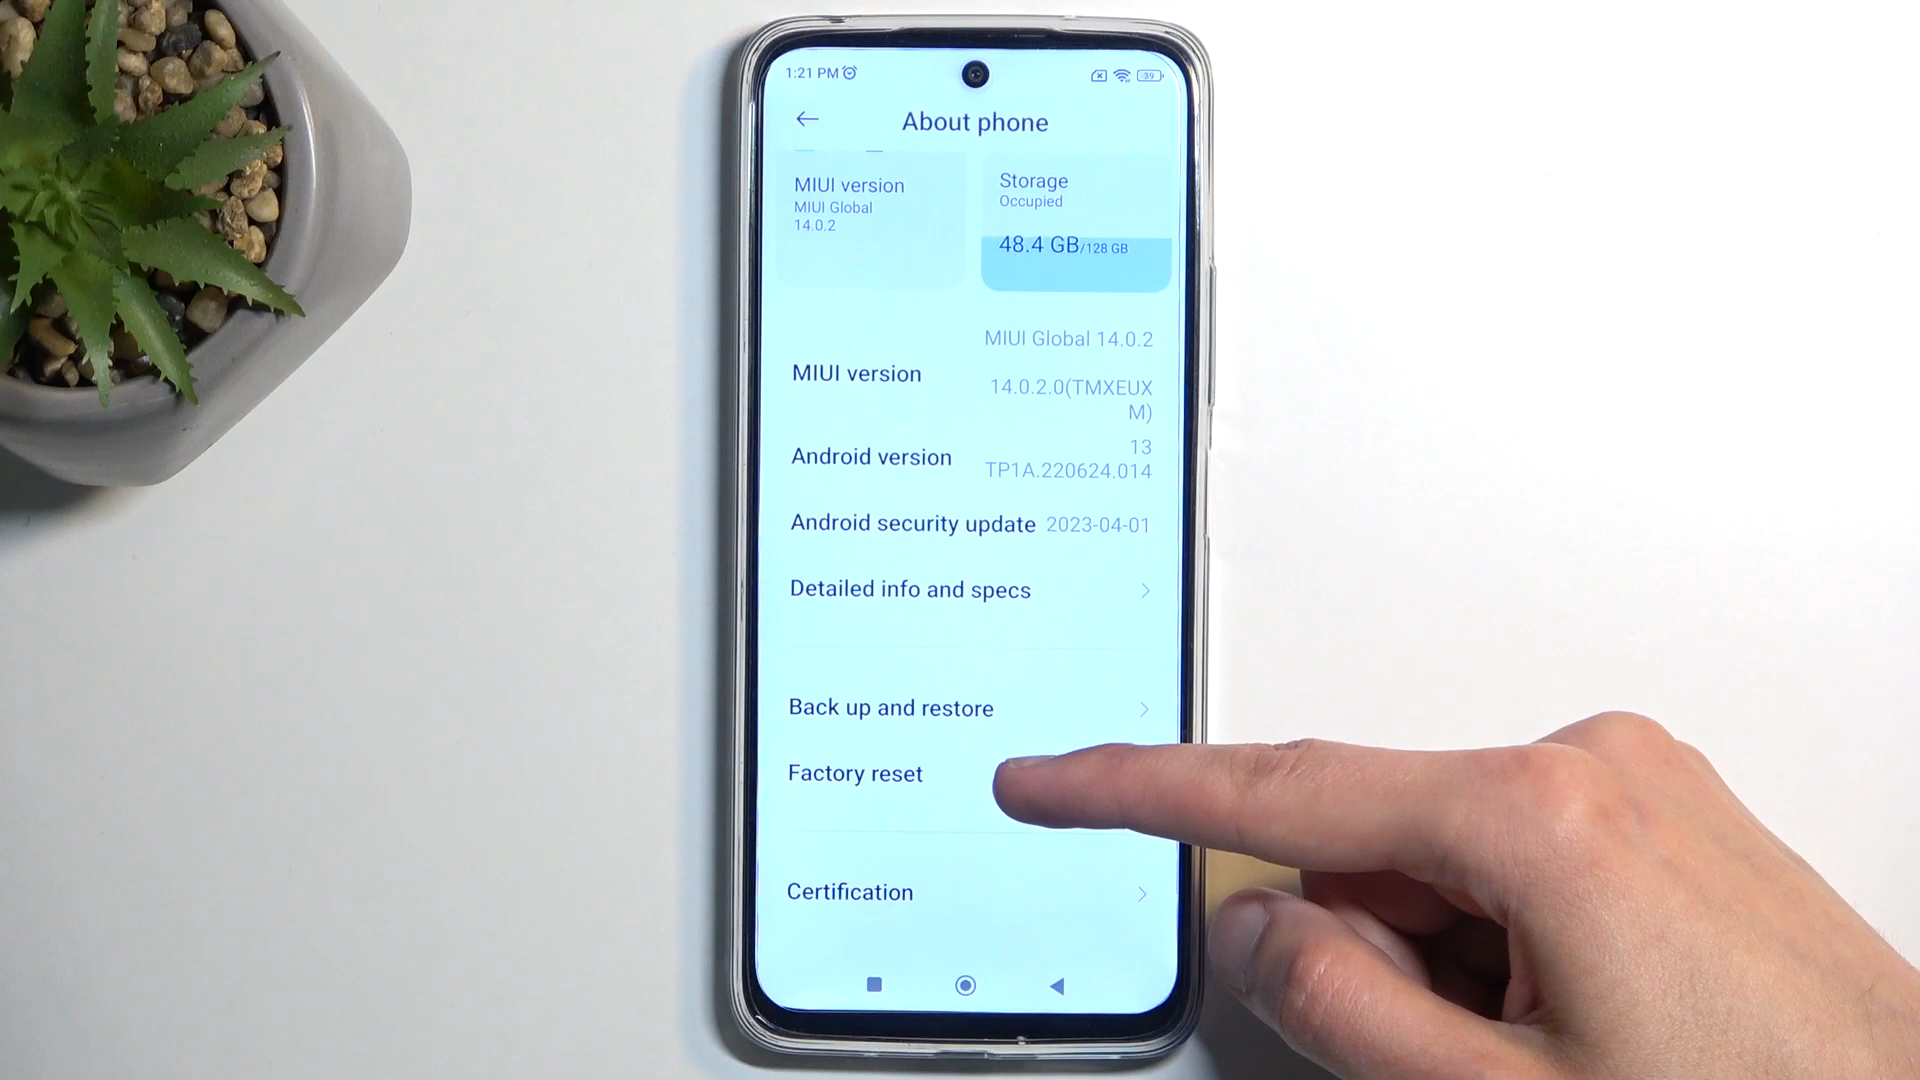 1:21 PM
39
About phone
MIUI version
MIUI Global
14.0.2
Storage
Occupied
48.4 GB/128 GB
MIUI version
MIUI Global 14.0.2
14.0.2.0(TMXEUX
M)
Android version
13
TP1A.220624.014
Android security update 2023-04-01
Detailed info and specs
Back up and restore
Factory reset
Certification